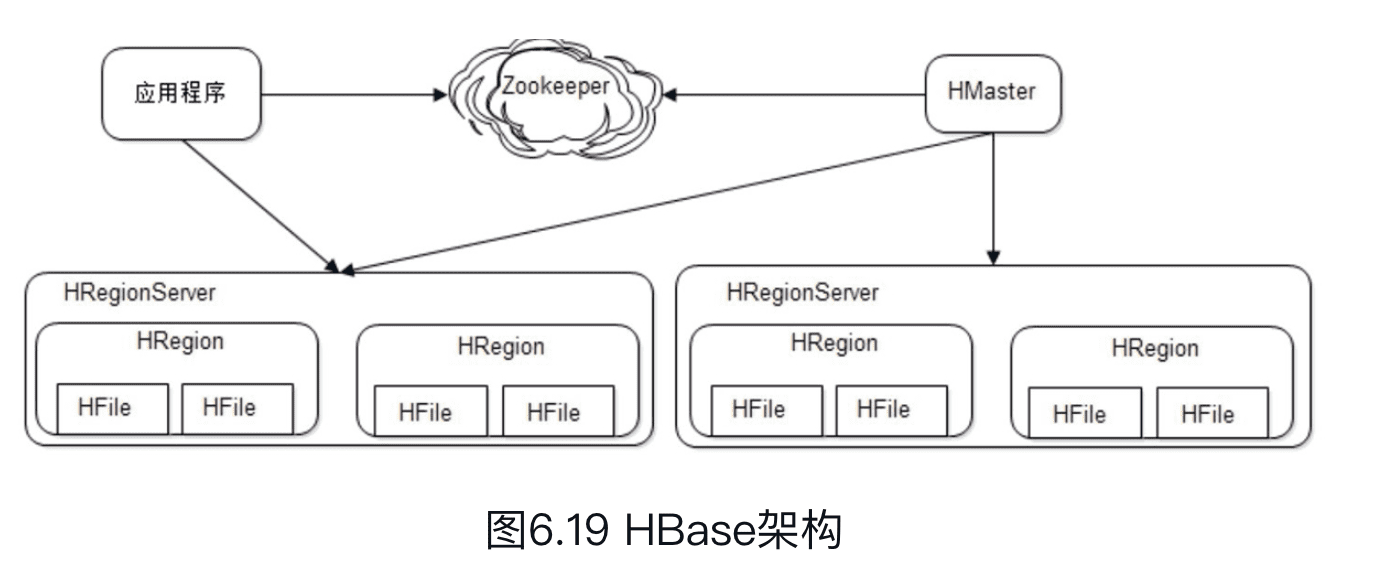 应用程序
Zookeeper
HMaster
HRegionServer
HRegion
HFile
HFile
HRegion
HFile
HFile
HRegionServer
HRegion
HFile
HFile
HRegion
HFile
HFile
图6.19 HBase架构